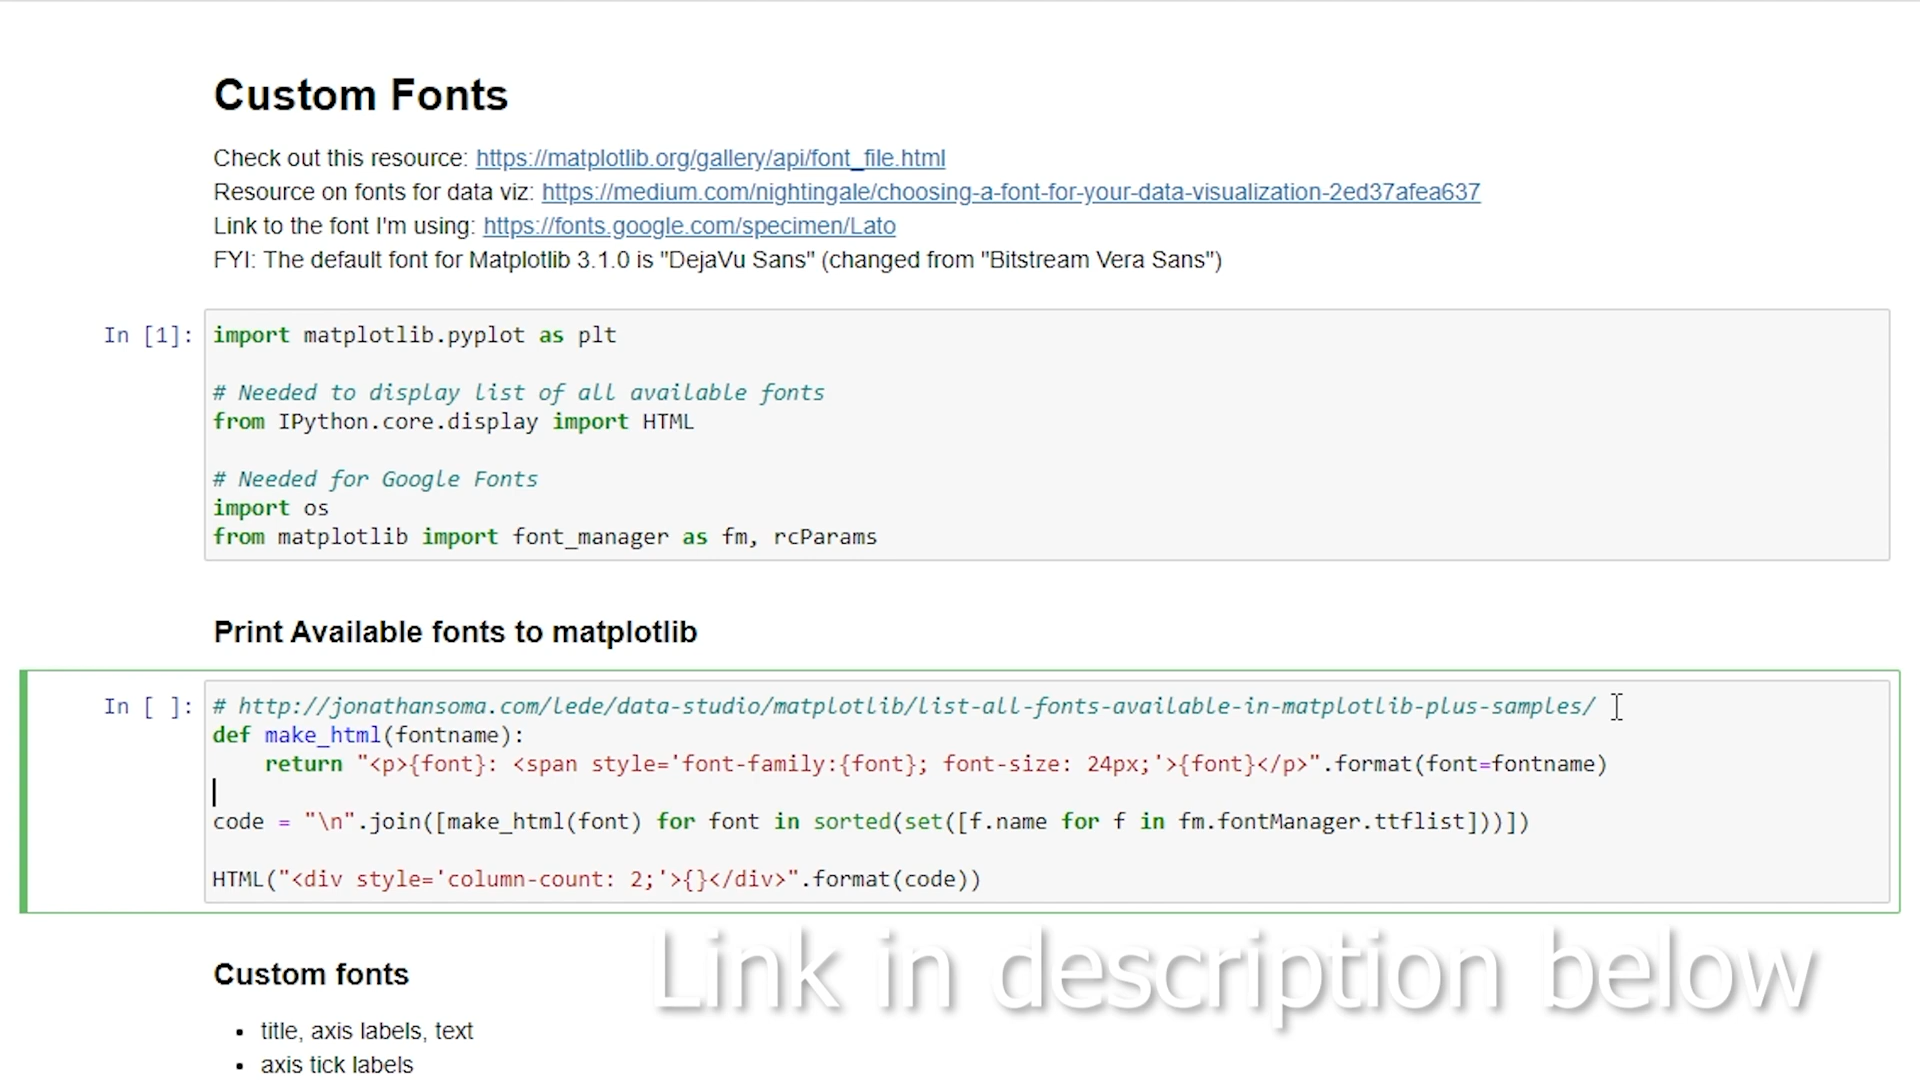 Custom Fonts
Check out this resource: https://matplotlib.org/gallery/api/font_file.html
Resource on fonts for data viz: https://medium.com/nightingale/choosing-a-font-for-your-data-visualization-2ed37afea637
Link to the font I'm using: https://fonts.google.com/specimen/Lato
FYI: The default font for Matplotlib 3.1.0 is "DejaVu Sans" (changed from "Bitstream Vera Sans")
In [1]: import matplotlib.pyplot as plt
# Needed to display list of all available fonts
from IPython.core.display import HTML
# Needed for Google Fonts
import os
from matplotlib import font_manager as fm, rcParams
Print Available fonts to matplotlib
In [ ]: # http://jonathansoma.com/lede/data-studio/matplotlib/list-all-fonts-available-in-matplotlib-plus-samples/
def make_html(fontname):
    return "<p>{font}: <span style='font-family:{font}; font-size: 24px;'>{font}</p>".format(font=fontname)
code = "\n".join([make_html(font) for font in sorted(set([f.name for f in fm.fontManager.ttflist]))])
HTML("<div style='column-count: 2;'>{}</div>".format(code))
Link in description below
Custom fonts
• title, axis labels, text
• axis tick labels